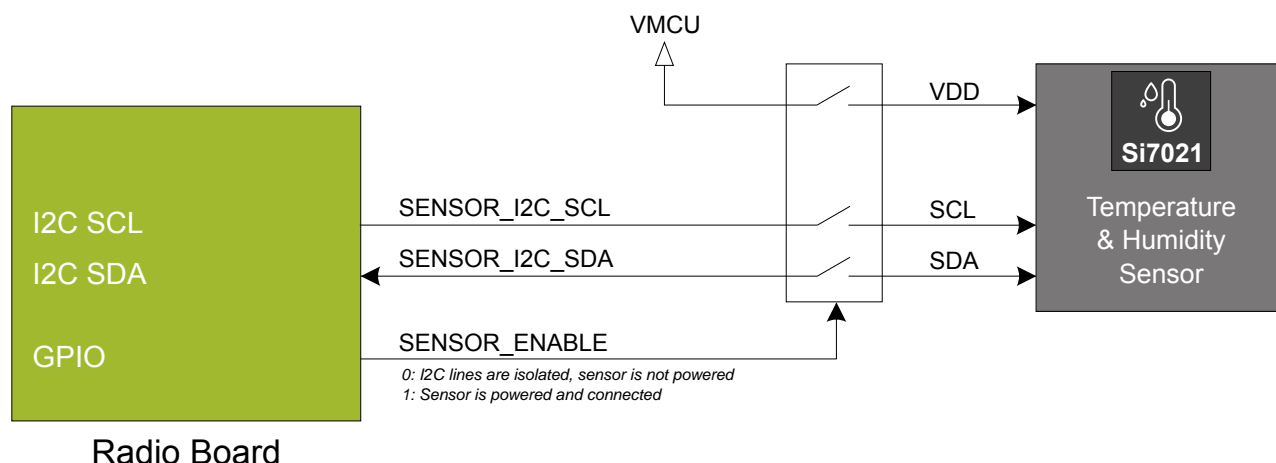 VMCU
VDD
Si7021
I2C SCL
SENSOR_I2C_SCL
SCL
Temperature
& Humidity
Sensor
I2C SDA
SENSOR_I2C_SDA
SDA
GPIO
SENSOR_ENABLE
0: I2C lines are isolated, sensor is not powered
1: Sensor is powered and connected
Radio Board